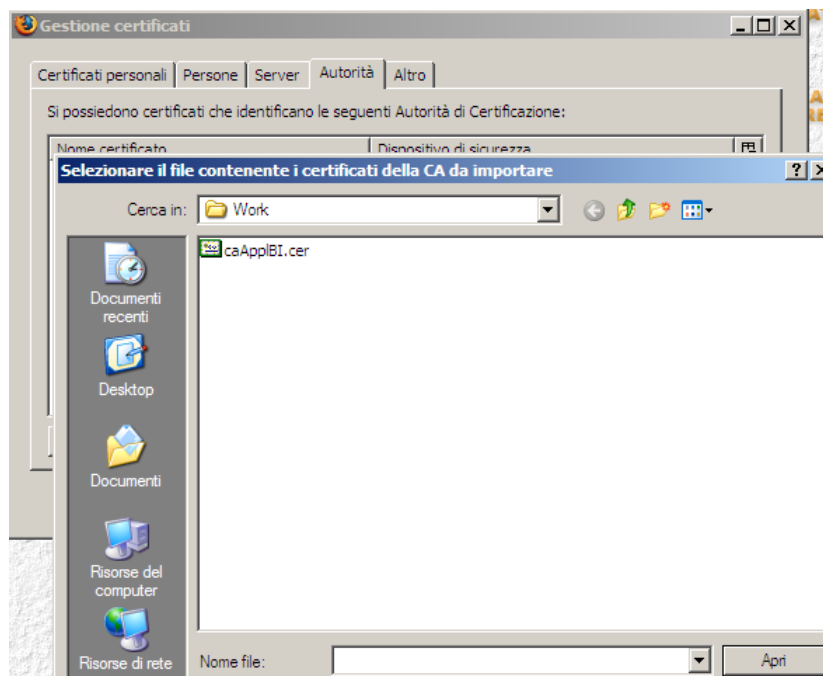 Gestione certificati
Certificati personali
Persone
Server
Autorità
Altro
Si possiedono certificati che identificano le seguenti Autorità di Certificazione:
Nome certificato
Dispositivo di sicurezza
Selezionare il file contenente i certificati della CA da importare
Cerca in:
Work
caApplBI.cer
Documenti
recenti
Desktop
Documenti
Risorse del
computer
Risorse di rete
Nome file:
Apri